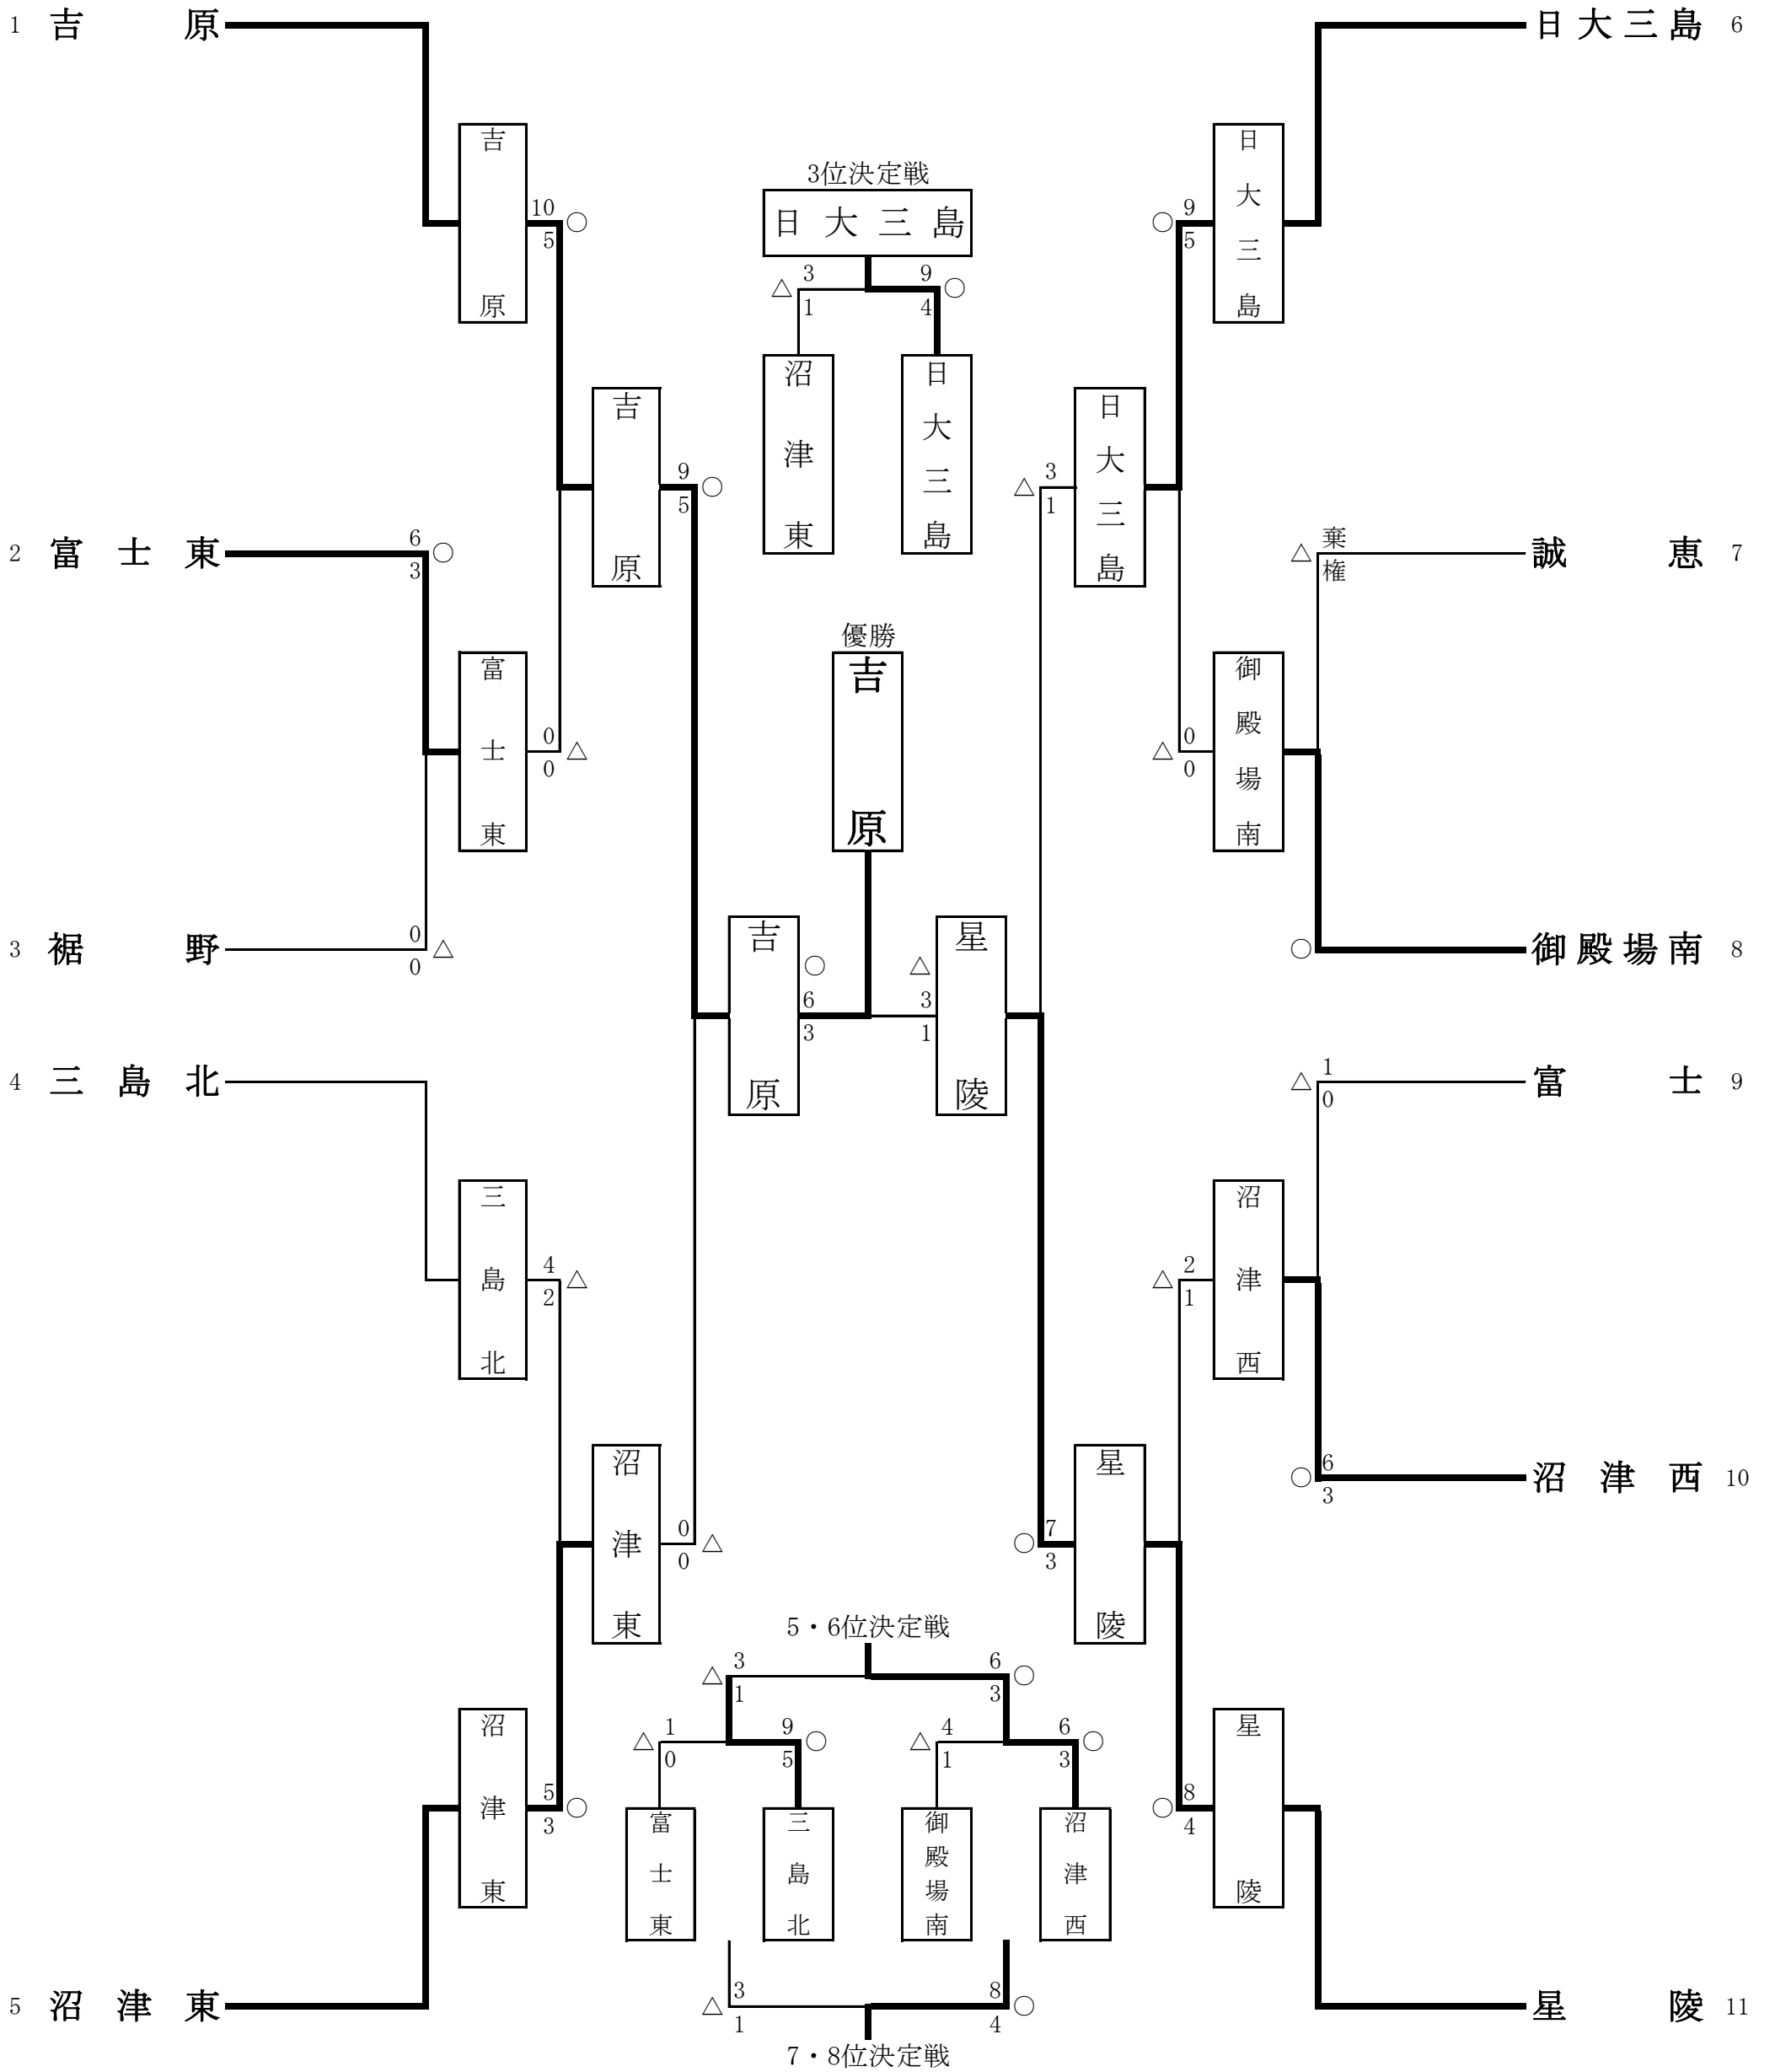 1 吉原
日大三島 6
吉原
10
5
○
3位決定戦
日大三島
△
3
1
9
4
○
沼津東
日大三島
○
9
5
日大三島
吉原
9
5
○
△
3
1
日大三島
2 富士東
6
3
○
△
棄権
誠恵 7
優勝
吉原
富士東
0
0
△
△
0
0
御殿場南
3 裾野
0
0
△
吉原
○
6
3
△
3
1
星陵
○
御殿場南 8
4 三島北
△
1
0
富士 9
三島北
4
2
△
△
2
1
沼津西
○
6
3
沼津西 10
沼津東
0
0
△
○
7
3
星陵
5・6位決定戦
△
3
1
6
3
○
△
1
0
9
5
○
△
4
1
6
3
○
沼津東
5
3
○
富士東
三島北
御殿場南
沼津西
○
8
4
星陵
5 沼津東
△
3
1
8
4
○
星陵 11
7・8位決定戦